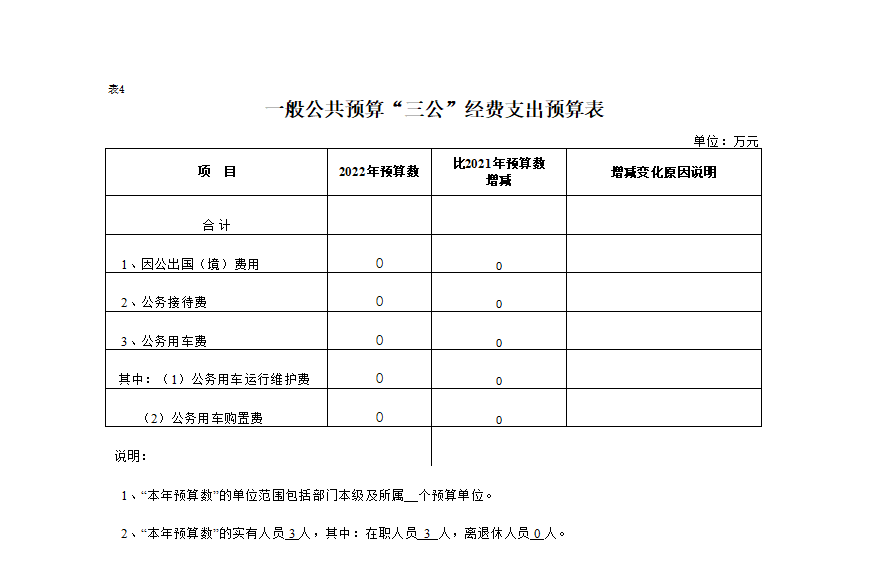 表4
一般公共预算“三公”经费支出预算表
单位：万元
项 目 2022年预算数 比2021年预算数增减 增减变化原因说明
合 计
1、因公出国（境）费用 0 0
2、公务接待费 0 0
3、公务用车费 0 0
其中：（1）公务用车运行维护费 0 0
（2）公务用车购置费 0 0
说明：
1、“本年预算数”的单位范围包括部门本级及所属__个预算单位。
2、“本年预算数”的实有人员 3 人，其中：在职人员 3 人，离退休人员 0 人。